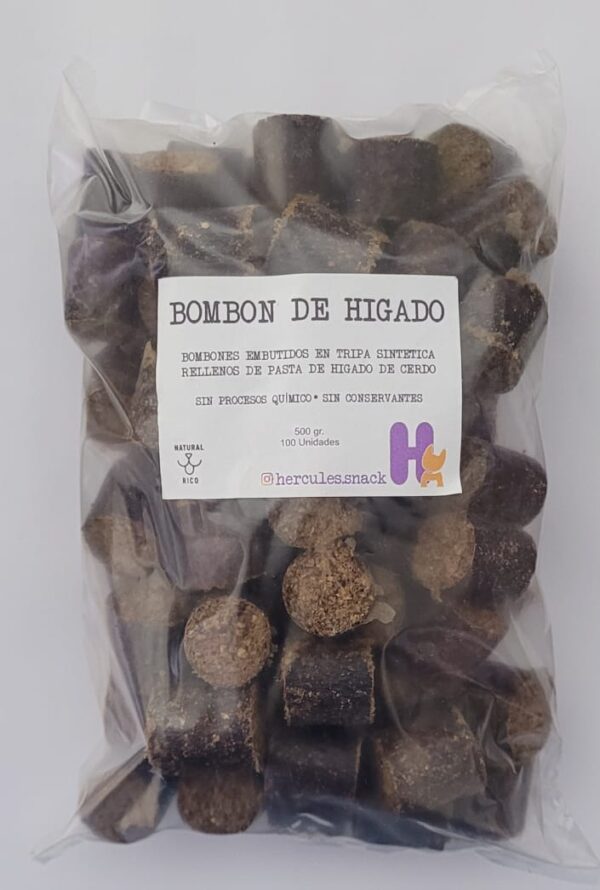 BOMBON DE HIGADO
BOMBONES EMBUTIDOS EN TRIPA SINTETICA
RELLENOS DE PASTA DE HIGADO DE CERDO
SIN PROCESOS QUÍMICO• SIN CONSERVANTES
500 gr.
100 Unidades
NATURAL
RICO
hercules.snack
H